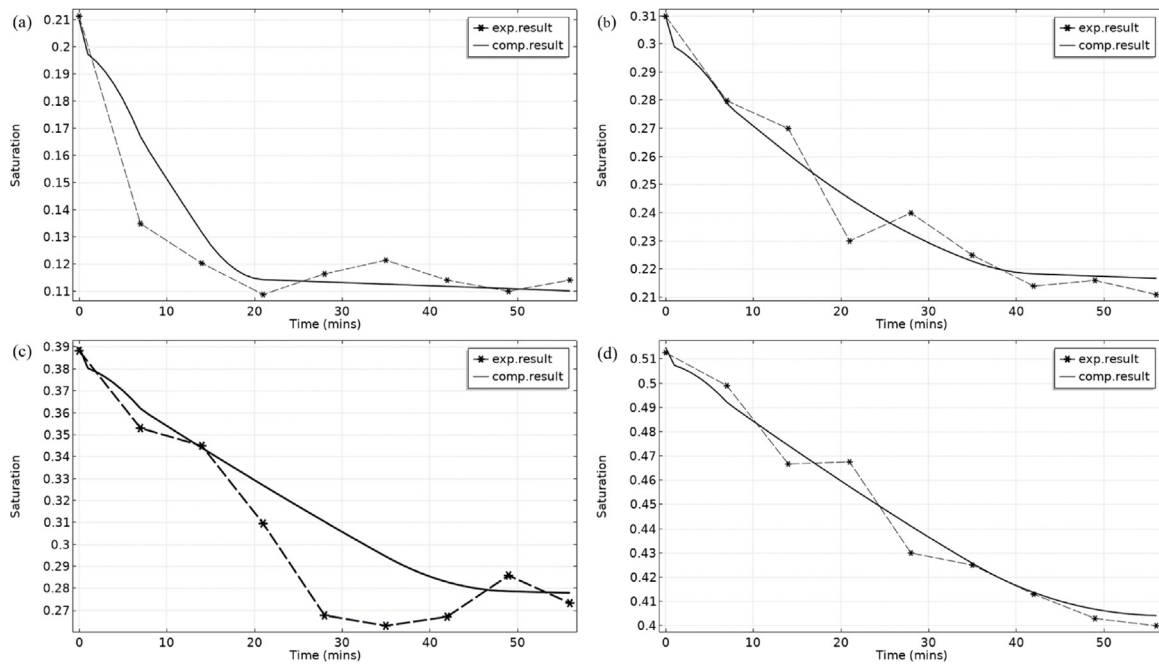 (a)
0.21
0.2
0.19
0.18
0.17
0.16
0.15
0.14
0.13
0.12
0.11
Saturation
exp.result
comp.result
0 10 20 30 40 50
Time (mins)
(b)
0.31
0.3
0.29
0.28
0.27
0.26
0.25
0.24
0.23
0.22
0.21
Saturation
exp.result
comp.result
0 10 20 30 40 50
Time (mins)
(c)
0.39
0.38
0.37
0.36
0.35
0.34
0.33
0.32
0.31
0.3
0.29
0.28
0.27
Saturation
exp.result
comp.result
0 10 20 30 40 50
Time (mins)
(d)
0.51
0.5
0.49
0.48
0.47
0.46
0.45
0.44
0.43
0.42
0.41
0.4
Saturation
exp.result
comp.result
0 10 20 30 40 50
Time (mins)